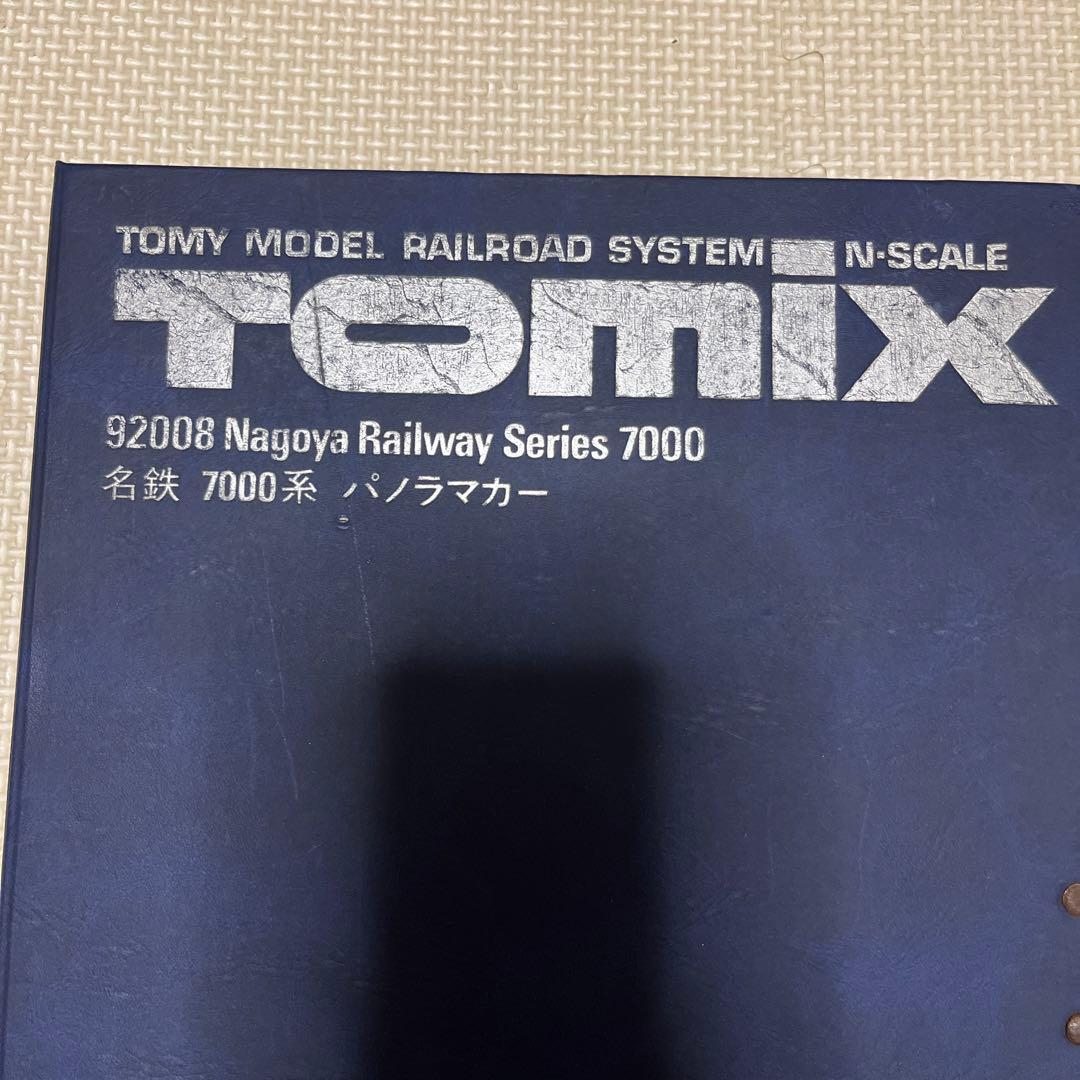 TOMY MODEL RAILROAD SYSTEM N·SCALE
TOMIX
92008 Nagoya Railway Series 7000
名鉄 7000系 パノラマカー